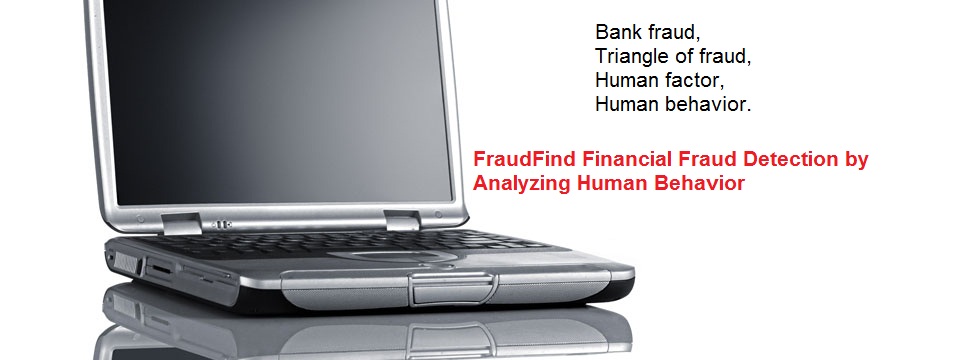 Bank fraud,
Triangle of fraud,
Human factor,
Human behavior.
FraudFind Financial Fraud Detection by
Analyzing Human Behavior